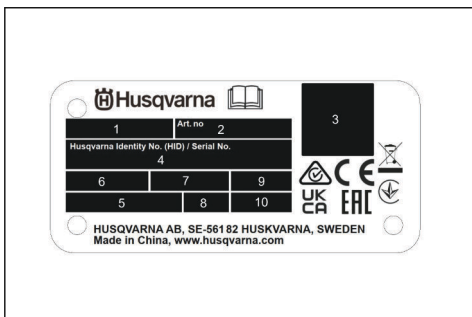 Husqvarna
1
Art. no 2
3
Husqvarna Identity No. (HID) / Serial No.
4
6 7 9
5 8 10
CE
UK
CA
EAC
HUSQVARNA AB, SE-561 82 HUSKVARNA, SWEDEN
Made in China, www.husqvarna.com